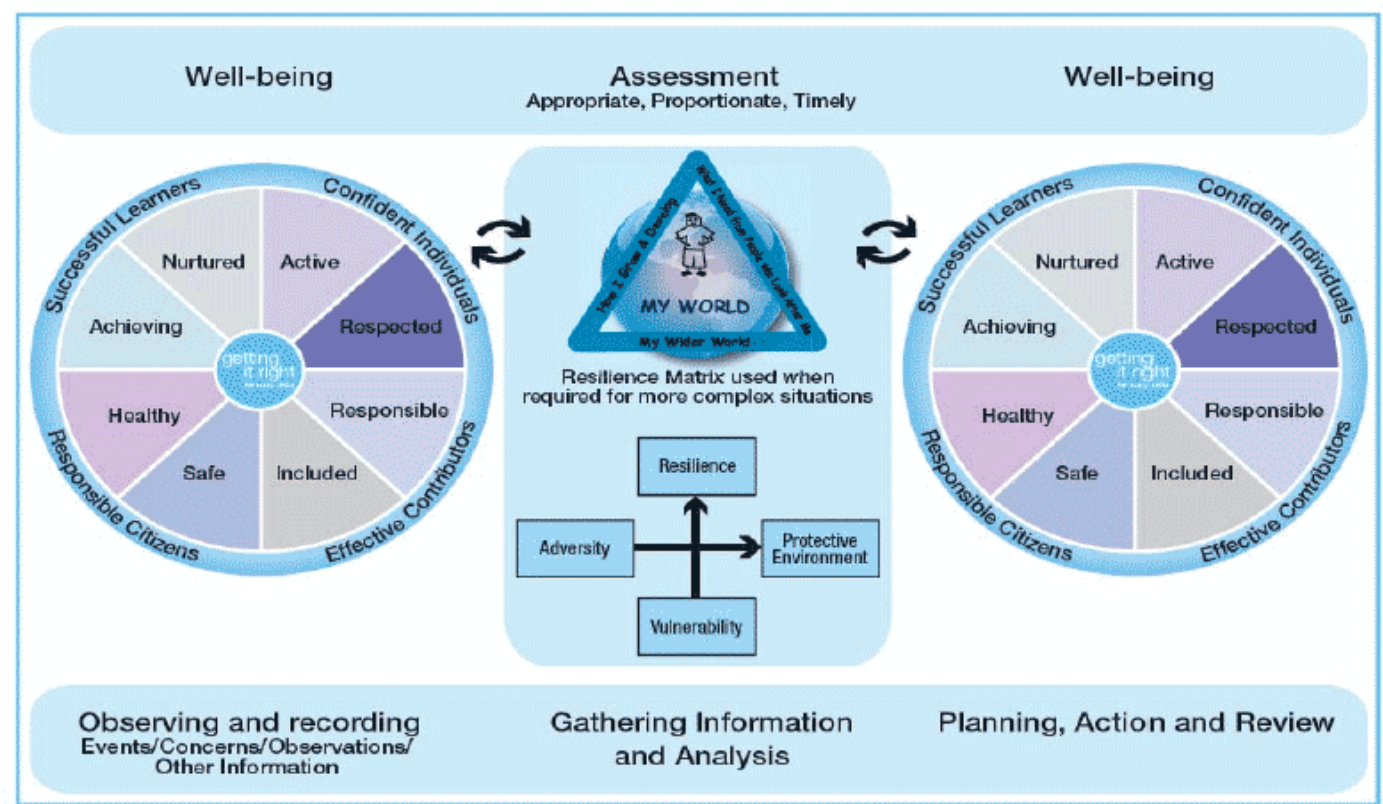 Well-being
Assessment
Appropriate, Proportionate, Timely
Well-being
Successful Learners
Confident Individuals
Nurtured
Active
Achieving
Respected
getting
it right
Healthy
Responsible
Safe
Included
Responsible Citizens
Effective Contributors
How I Grow & Develop
What I Need From People who Look After Me
MY WORLD
My Wider World
Resilience Matrix used when
required for more complex situations
Resilience
Adversity
Protective
Environment
Vulnerability
Successful Learners
Confident Individuals
Nurtured
Active
Achieving
Respected
getting
it right
Healthy
Responsible
Safe
Included
Responsible Citizens
Effective Contributors
Observing and recording
Events/Concerns/Observations/
Other Information
Gathering Information
and Analysis
Planning, Action and Review